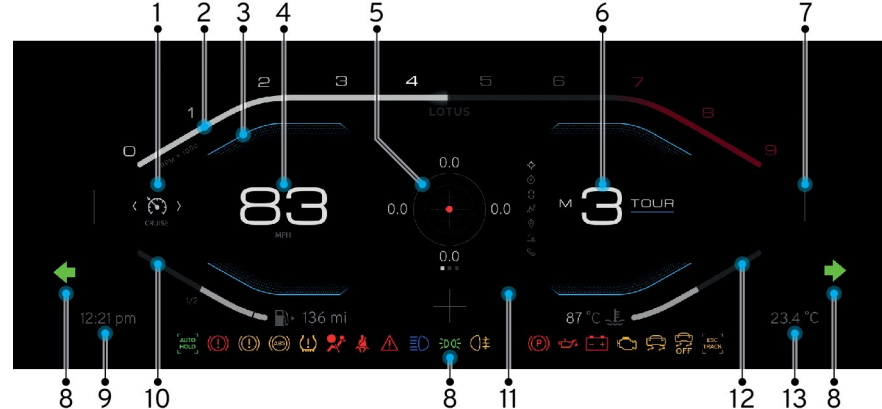 1 2 3 4 5 6 7
0 1 2 3 4 5 6 7 8 9
RPM x 1000
LOTUS
0.0
CRUISE
83
MPH
0.0 0.0
M 3 TOUR
0.0
1/2
136 mi
87 °C
12:21 pm
23.4 °C
AUTO HOLD
ABS
P
ESC OFF
ESC TRACK
8 9 10 8 11 12 13 8